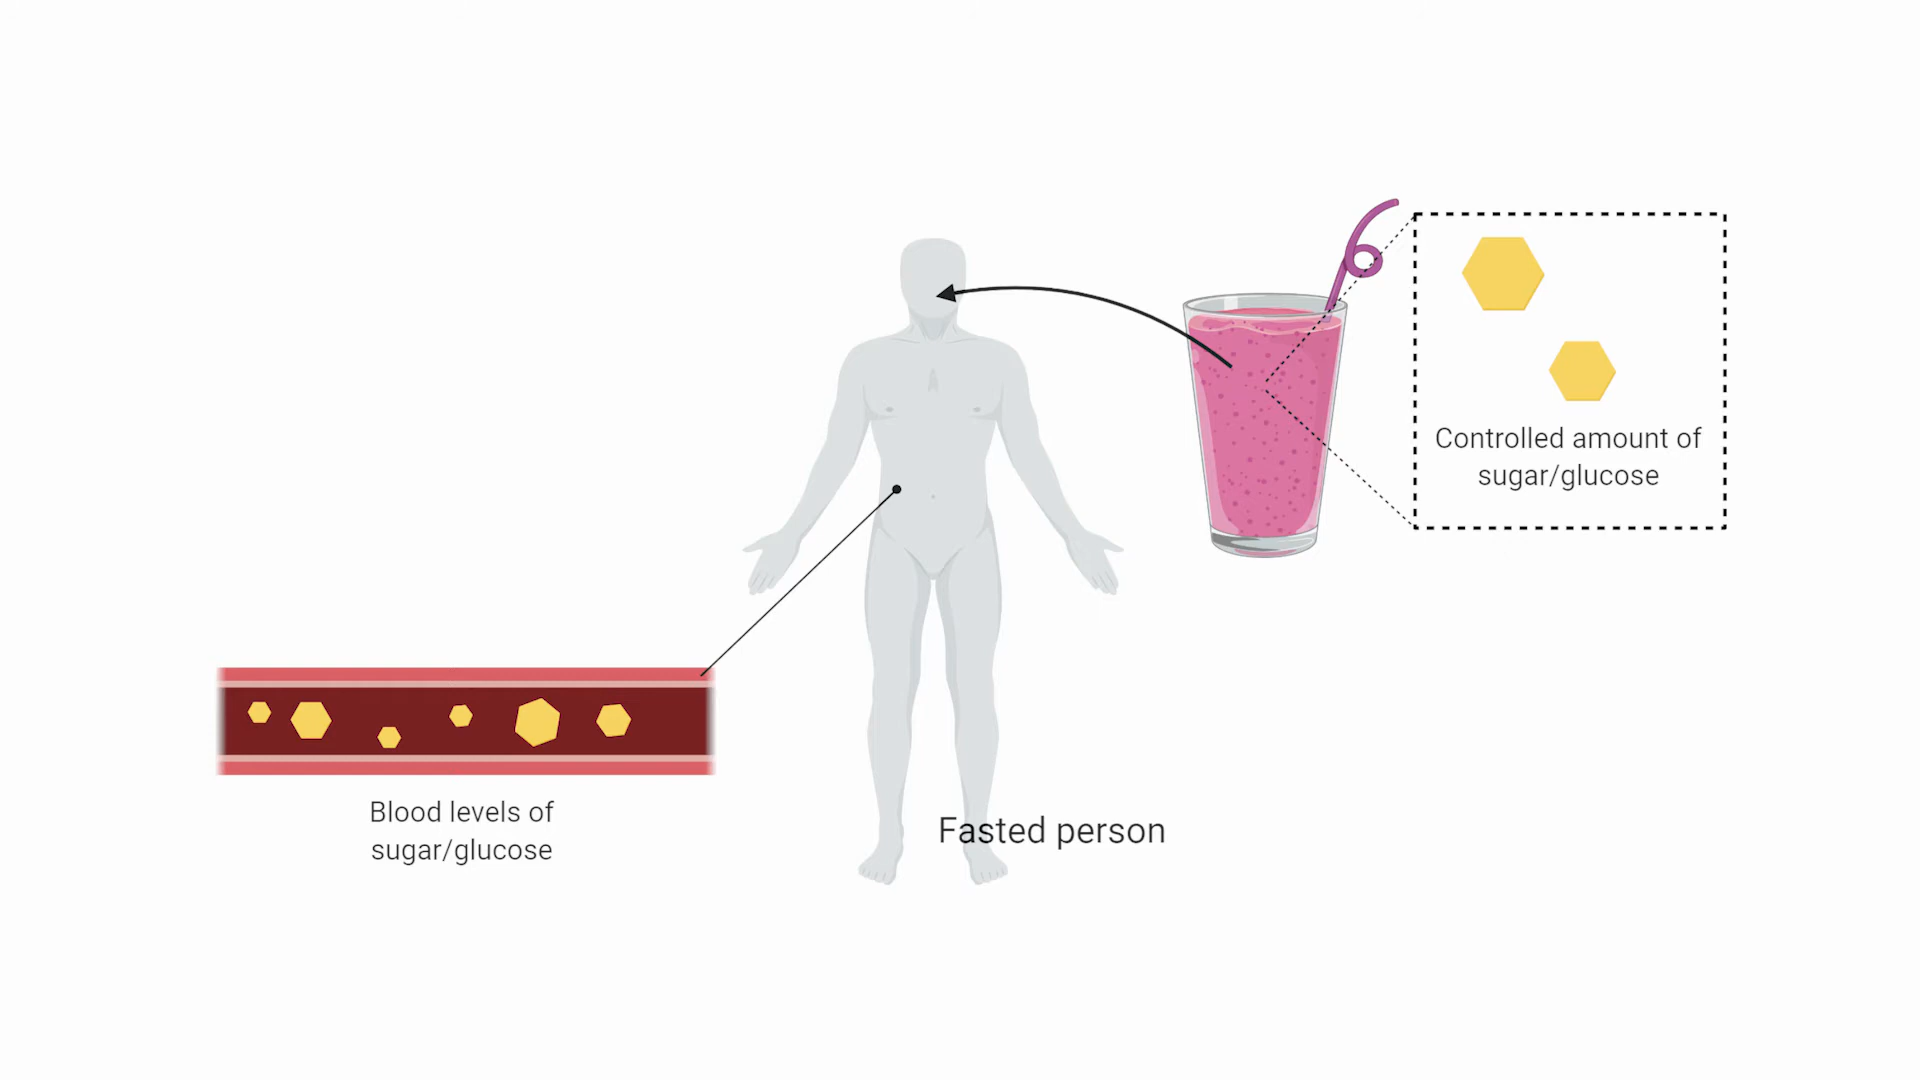 Controlled amount of
sugar/glucose
Blood levels of
sugar/glucose
Fasted person